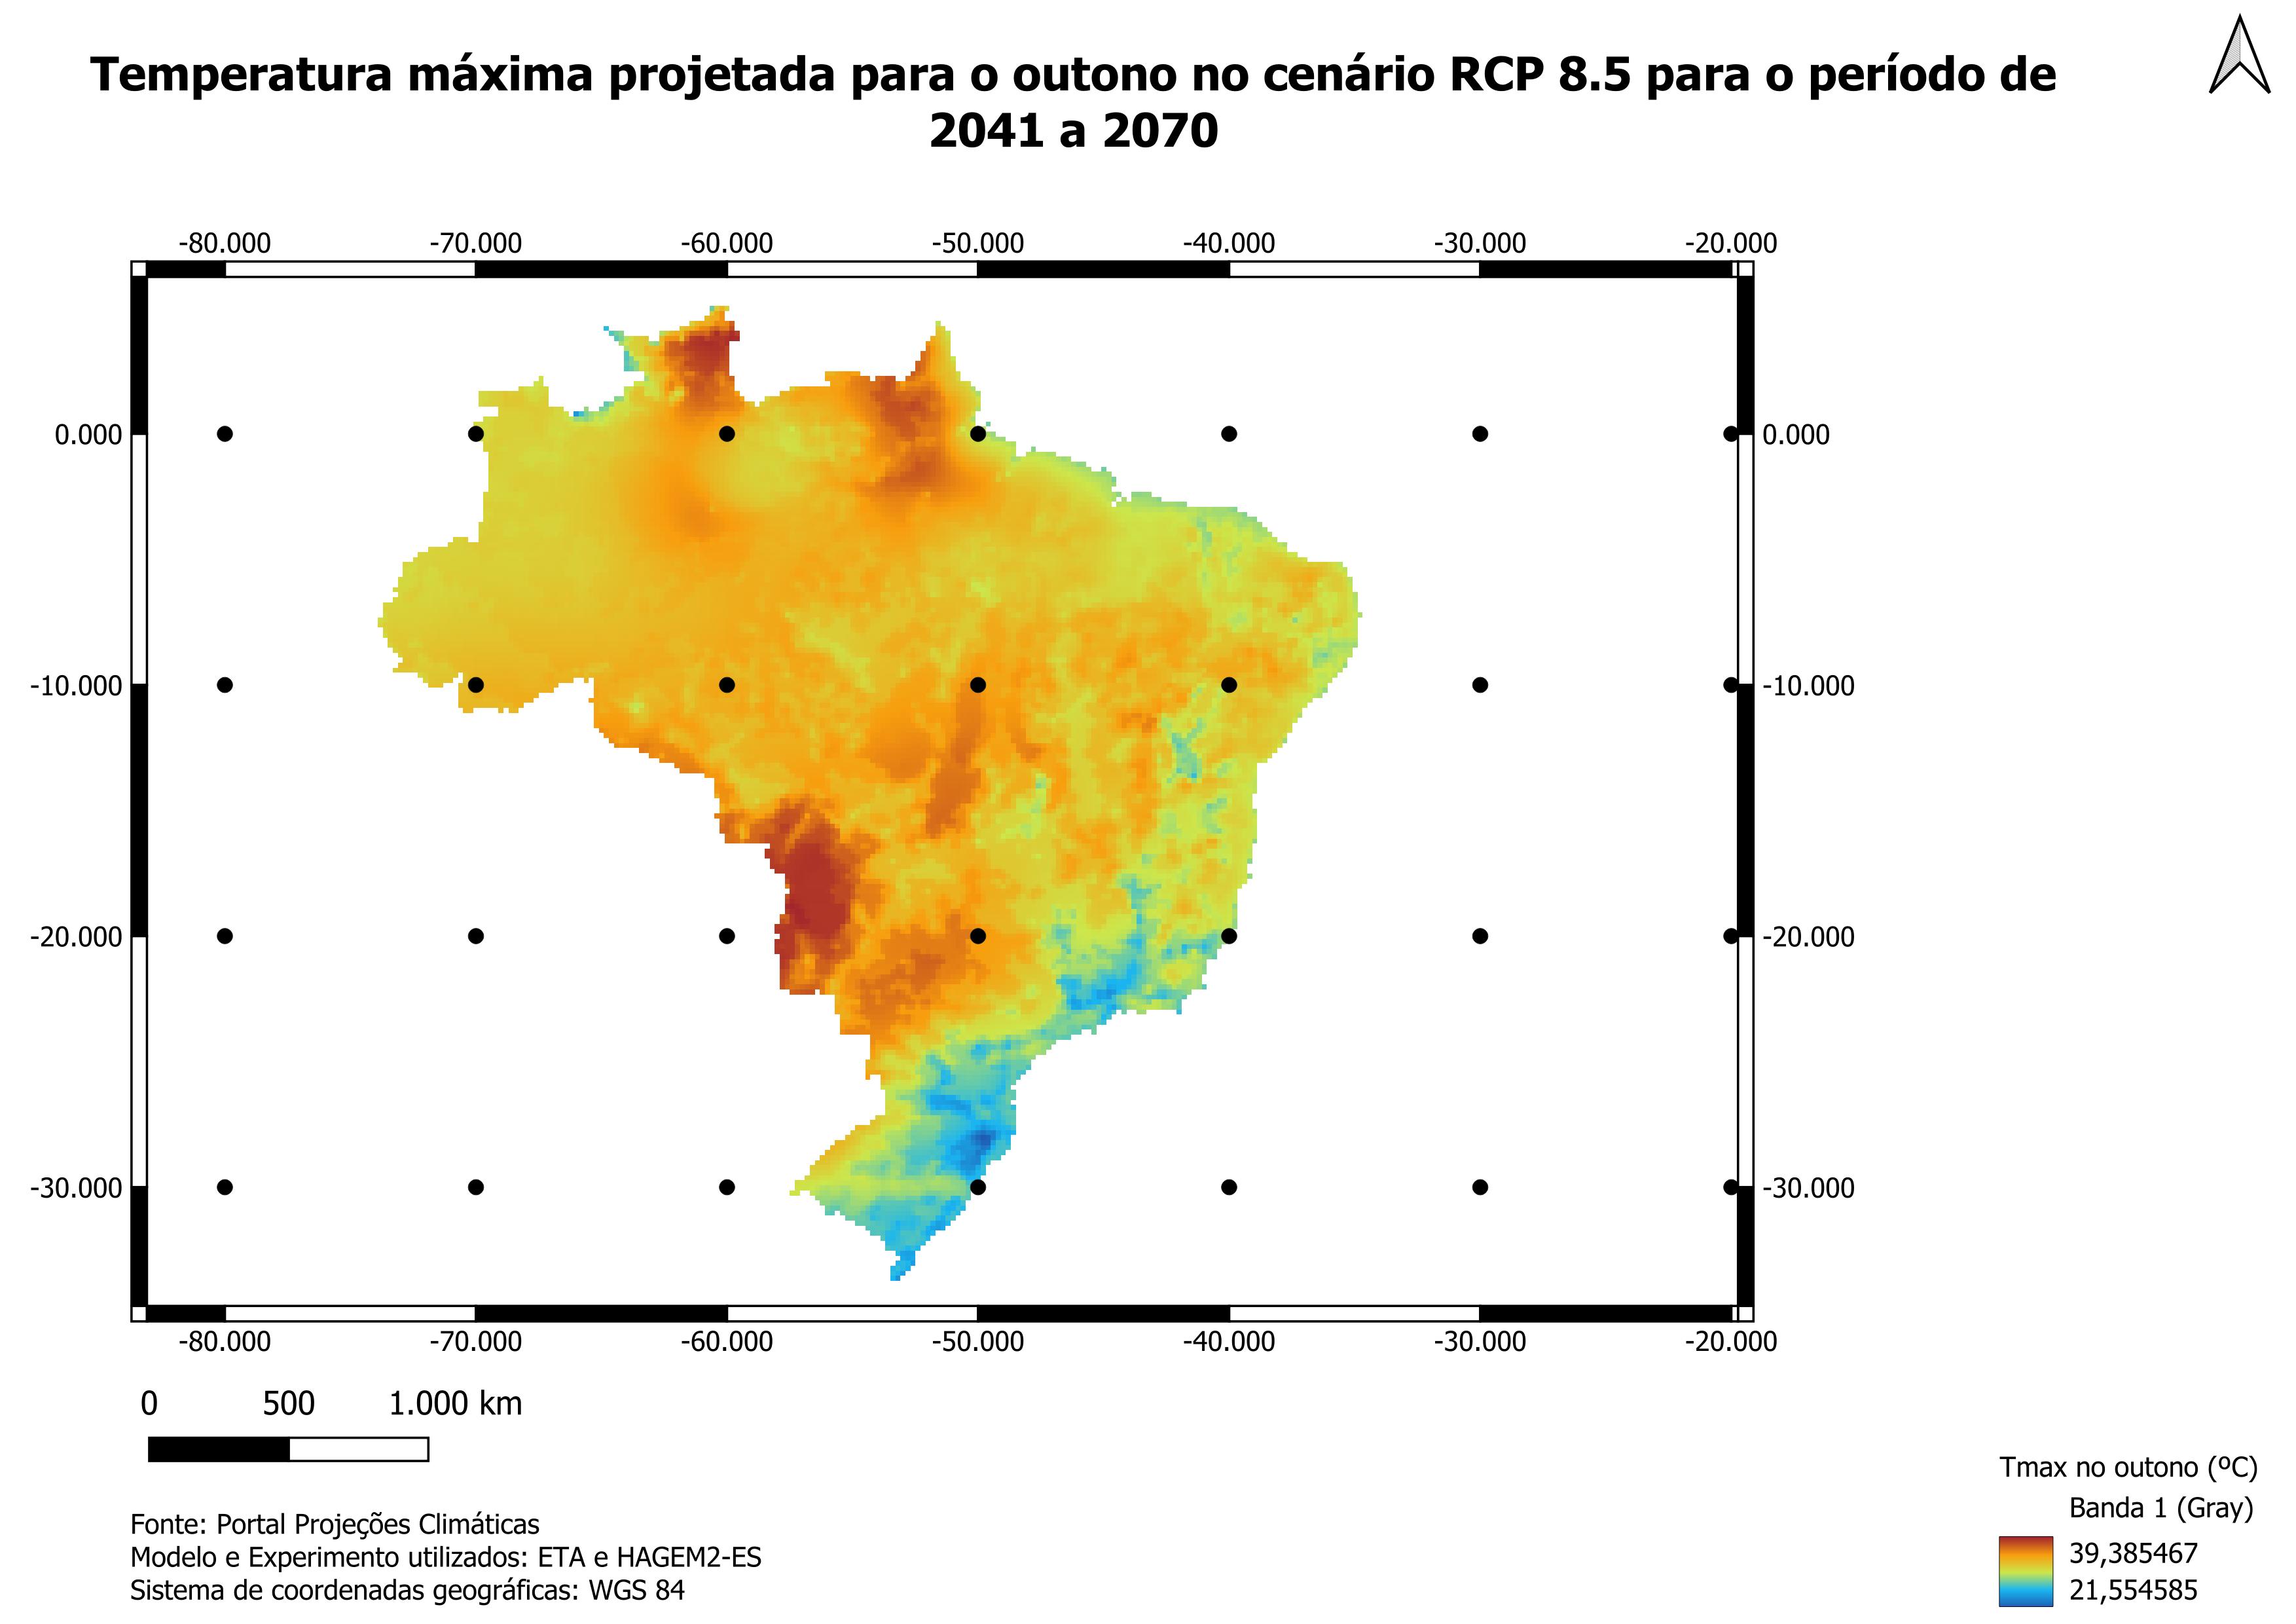 Temperatura máxima projetada para o outono no cenário RCP 8.5 para o período de
2041 a 2070
-80.000 -70.000 -60.000 -50.000 -40.000 -30.000 -20.000
0.000 0.000
-10.000 -10.000
-20.000 -20.000
-30.000 -30.000
-80.000 -70.000 -60.000 -50.000 -40.000 -30.000 -20.000
0 500 1.000 km
Fonte: Portal Projeções Climáticas
Modelo e Experimento utilizados: ETA e HAGEM2-ES
Sistema de coordenadas geográficas: WGS 84
Tmax no outono (ºC)
Banda 1 (Gray)
39,385467
21,554585